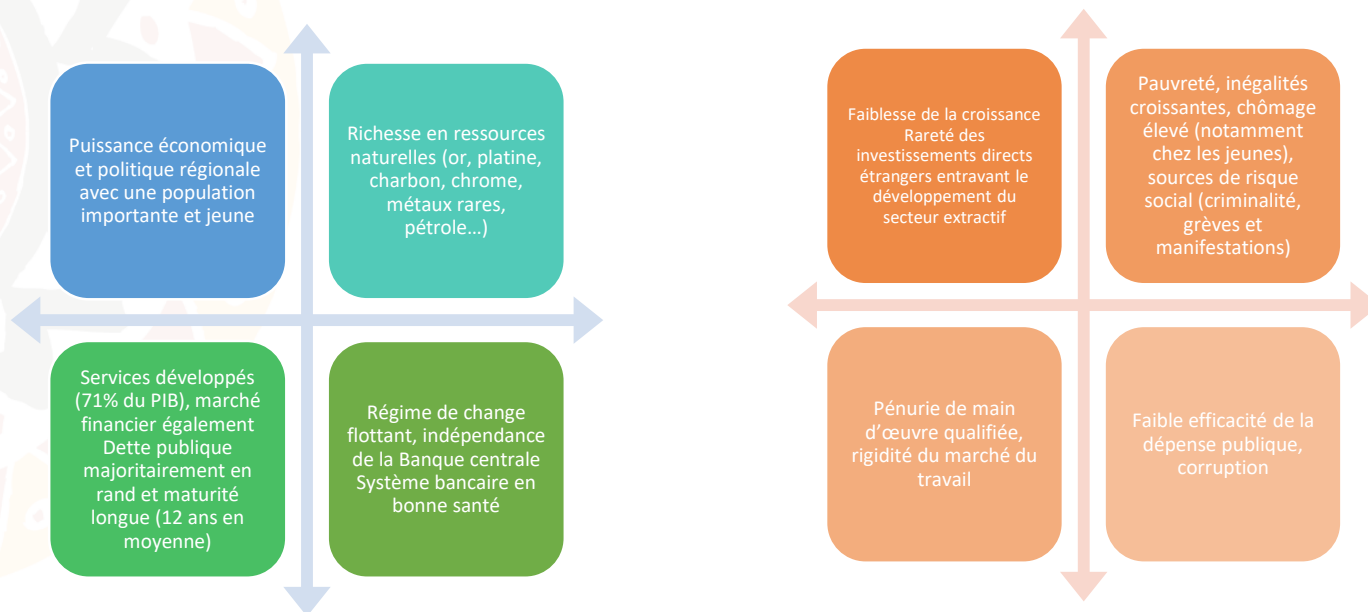 Puissance économique
et politique régionale
avec une population
importante et jeune
Richesse en ressources
naturelles (or, platine,
charbon, chrome,
métaux rares,
pétrole…)
Services développés
(71% du PIB), marché
financier également
Dette publique
majoritairement en
rand et maturité
longue (12 ans en
moyenne)
Régime de change
flottant, indépendance
de la Banque centrale
Système bancaire en
bonne santé
Faiblesse de la croissance
Rareté des
investissements directs
étrangers entravant le
développement du
secteur extractif
Pauvreté, inégalités
croissantes, chômage
élevé (notamment
chez les jeunes),
sources de risque
social (criminalité,
grèves et
manifestations)
Pénurie de main
d’œuvre qualifiée,
rigidité du marché du
travail
Faible efficacité de la
dépense publique,
corruption